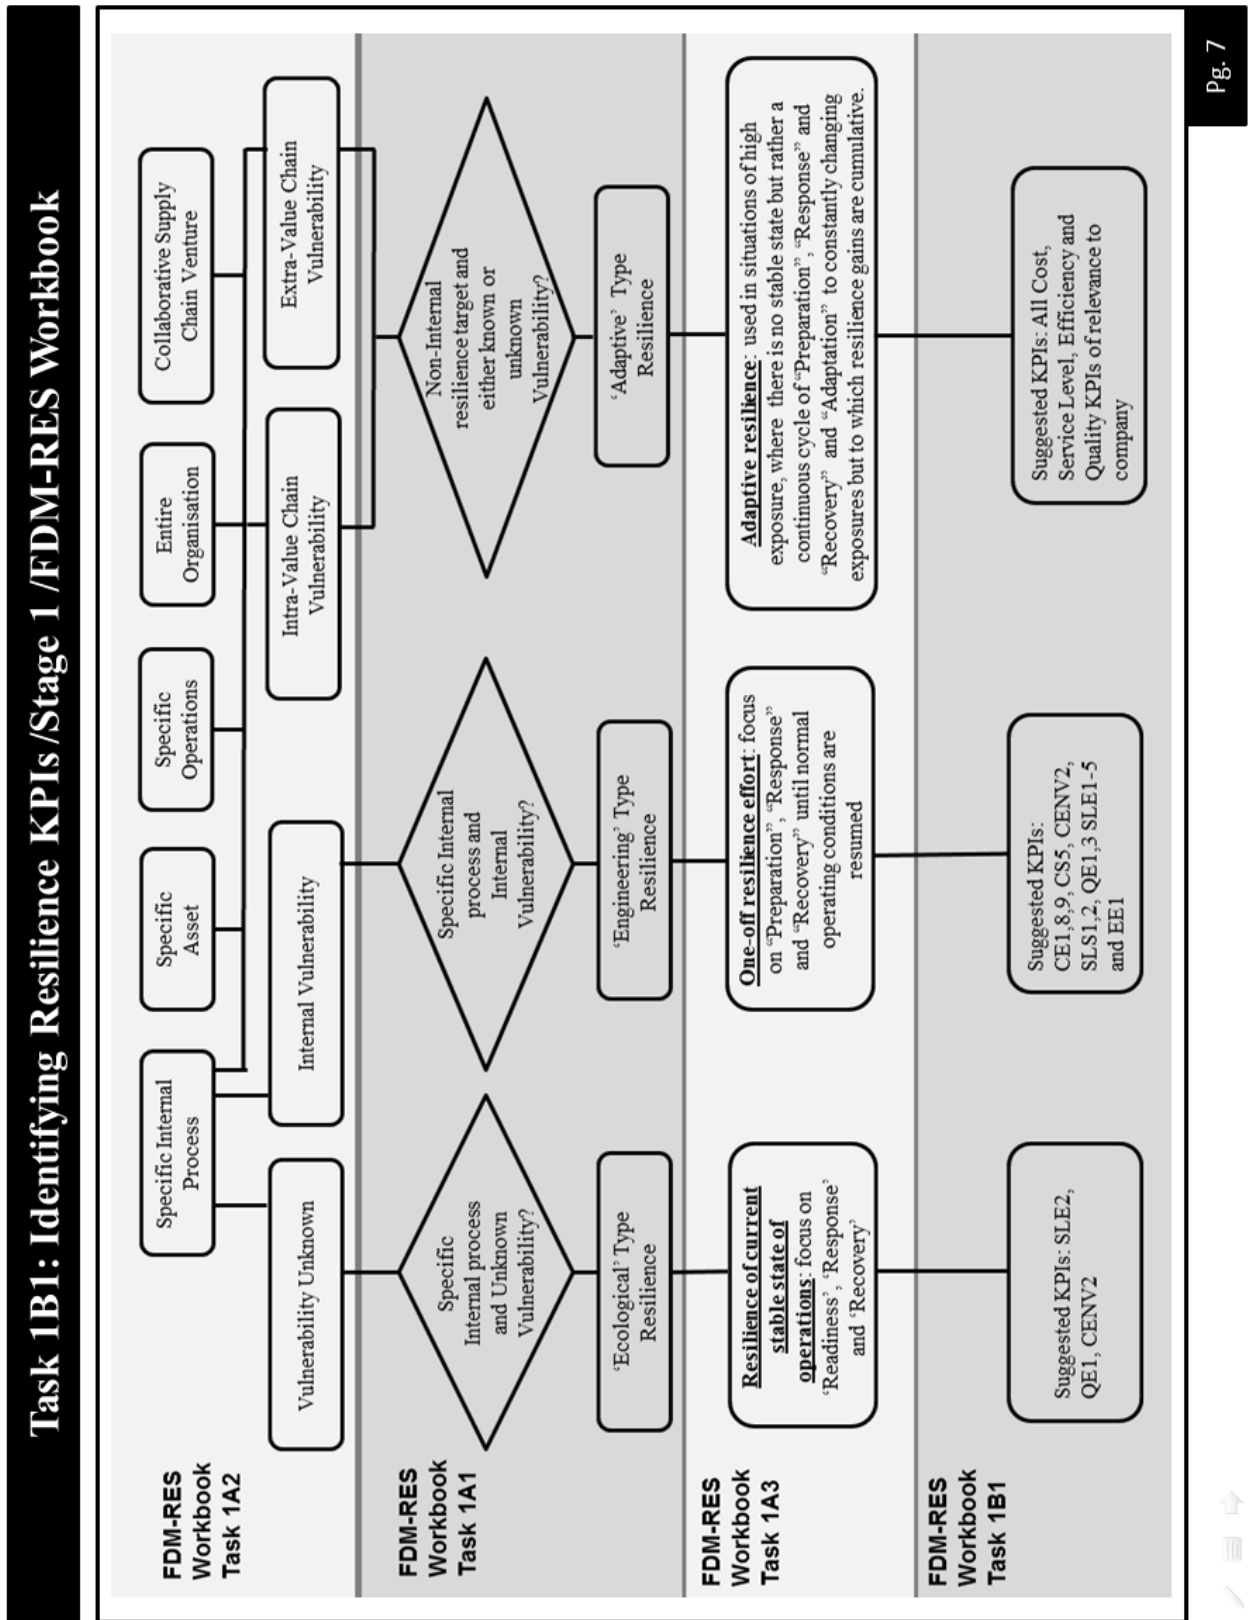 Task 1B1: Identifying Resilience KPIs /Stage 1 /FDM-RES Workbook
FDM-RES
Workbook
Task 1A2
Specific Internal
Process
Specific
Asset
Specific
Operations
Entire
Organisation
Collaborative Supply
Chain Venture
Vulnerability Unknown
Internal Vulnerability
Intra-Value Chain
Vulnerability
Extra-Value Chain
Vulnerability
FDM-RES
Workbook
Task 1A1
Specific
Internal process
and Unknown
Vulnerability?
Specific Internal
process and
Internal
Vulnerability?
Non-Internal
resilience target and
either known or
unknown
Vulnerability?
‘Ecological’ Type
Resilience
‘Engineering’ Type
Resilience
‘Adaptive’ Type
Resilience
FDM-RES
Workbook
Task 1A3
Resilience of current
stable state of
operations: focus on
‘Readiness’, ‘Response’
and ‘Recovery’
One-off resilience effort: focus
on “Preparation”, “Response”
and “Recovery” until normal
operating conditions are
resumed
Adaptive resilience: used in situations of high
exposure, where there is no stable state but rather a
continuous cycle of “Preparation”, “Response” and
“Recovery” and “Adaptation” to constantly changing
exposures but to which resilience gains are cumulative.
FDM-RES
Workbook
Task 1B1
Suggested KPIs: SLE2,
QE1, CENV2
Suggested KPIs:
CE1,8,9, CS5, CENV2,
SLS1,2, QE1,3 SLE1-5
and EE1
Suggested KPIs: All Cost,
Service Level, Efficiency and
Quality KPIs of relevance to
company
Pg. 7